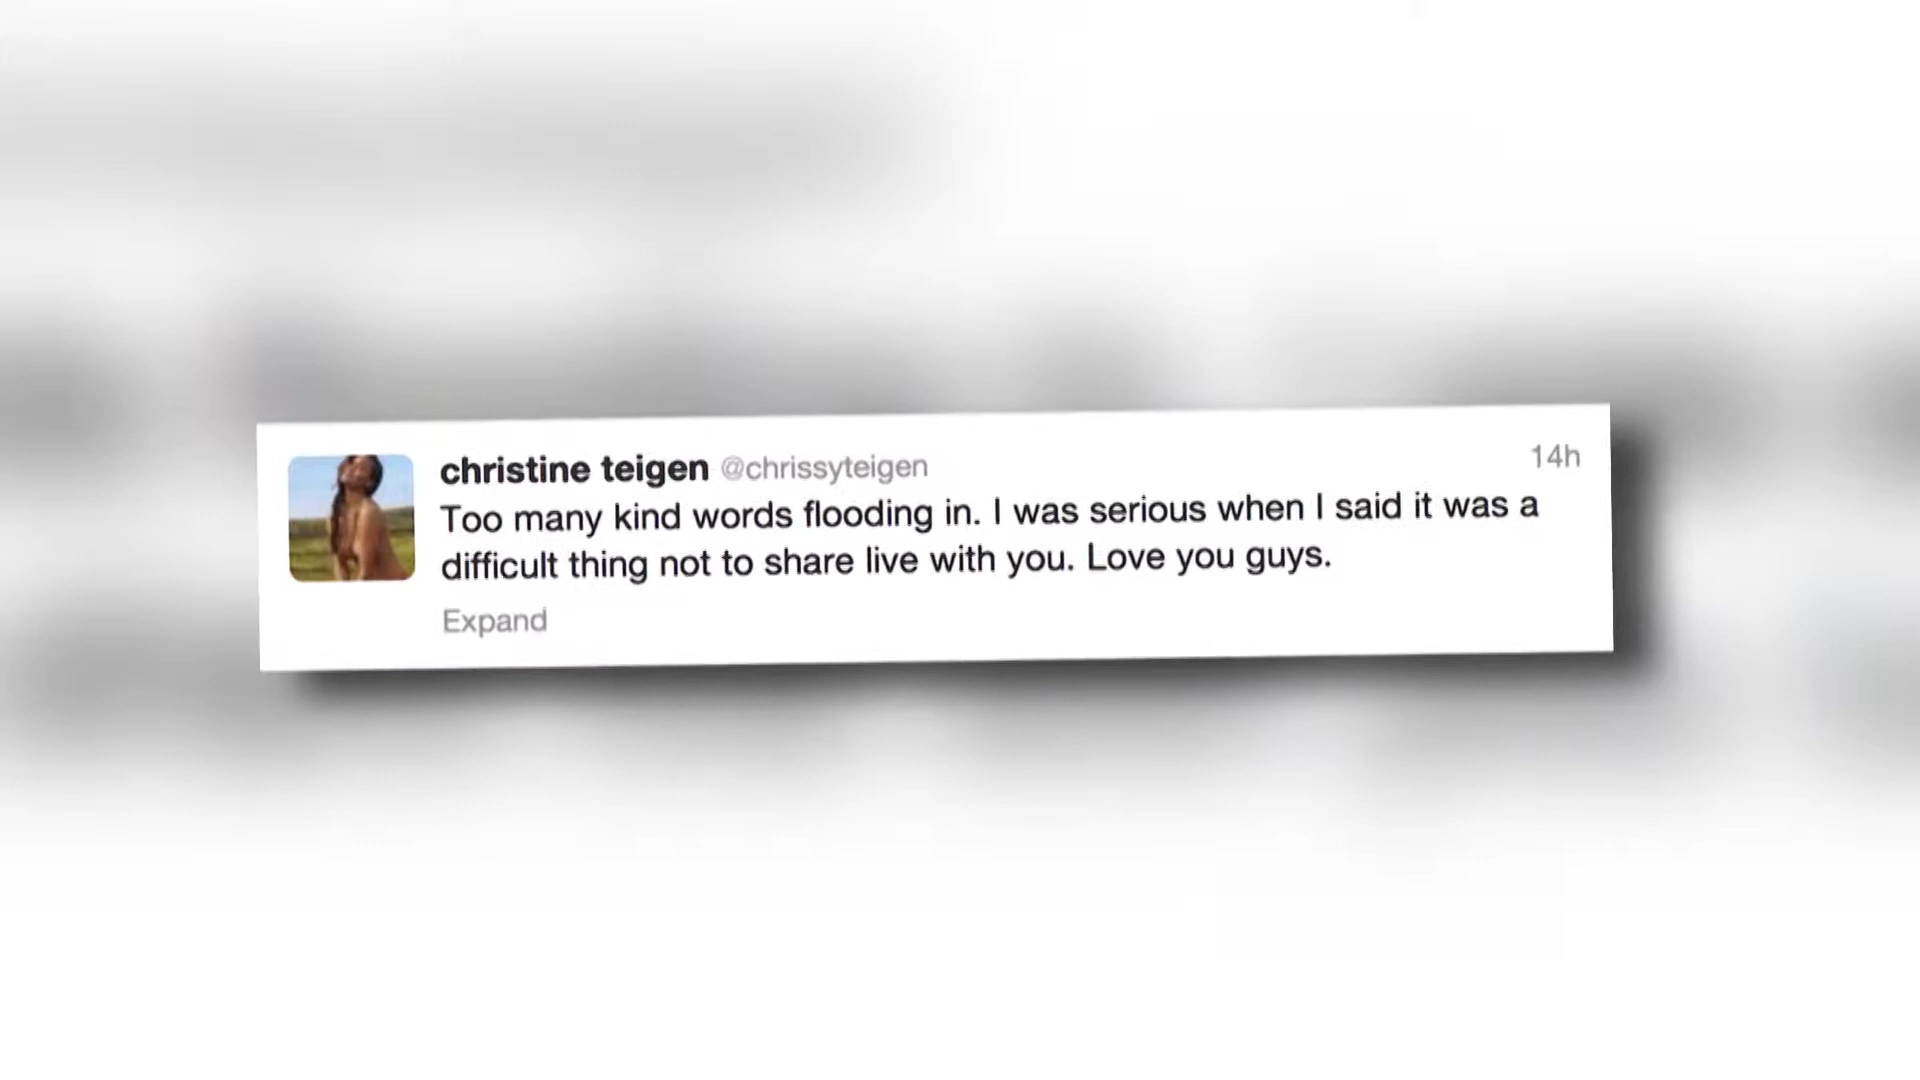 christine teigen @chrissyteigen 14h
Too many kind words flooding in. I was serious when I said it was a
difficult thing not to share live with you. Love you guys.
Expand